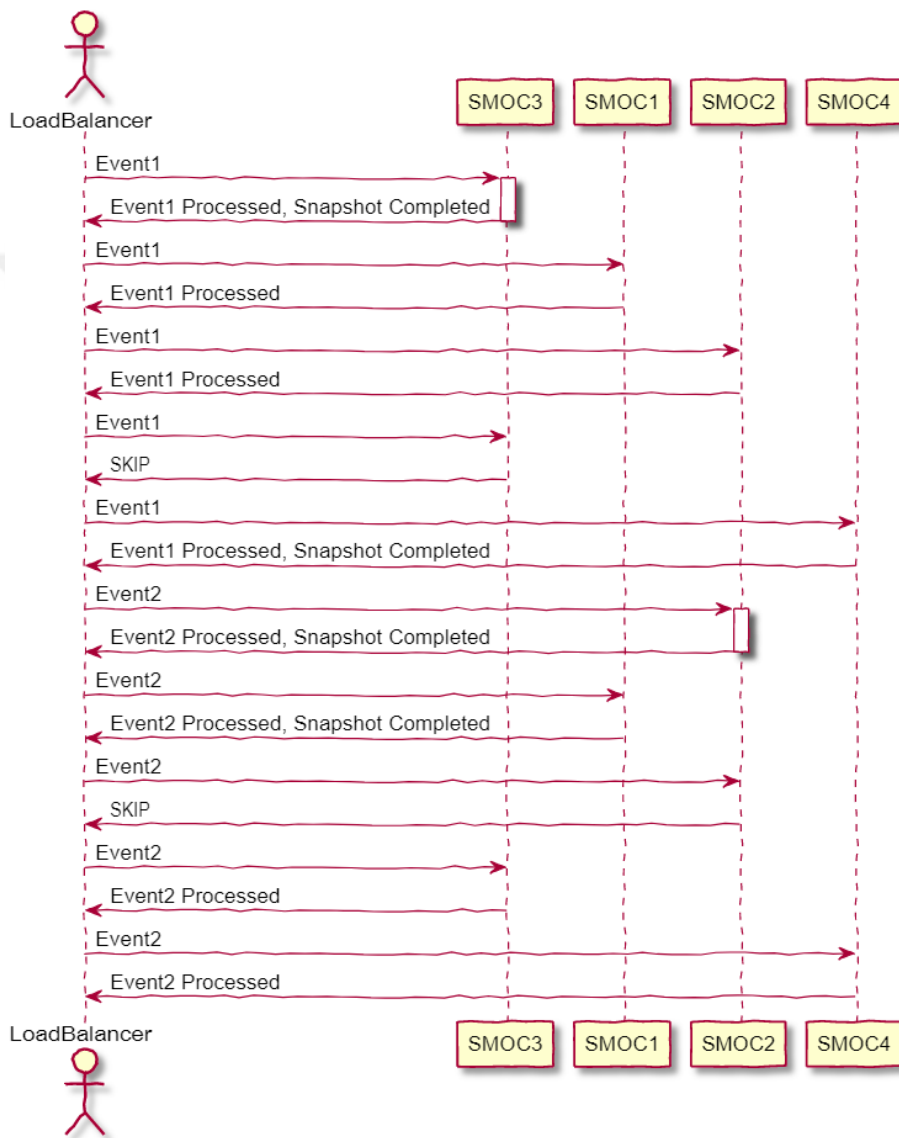 LoadBalancer
SMOC3
SMOC1
SMOC2
SMOC4
Event1
Event1 Processed, Snapshot Completed
Event1
Event1 Processed
Event1
Event1 Processed
Event1
SKIP
Event1
Event1 Processed, Snapshot Completed
Event2
Event2 Processed, Snapshot Completed
Event2
Event2 Processed, Snapshot Completed
Event2
SKIP
Event2
Event2 Processed
Event2
Event2 Processed
LoadBalancer
SMOC3
SMOC1
SMOC2
SMOC4